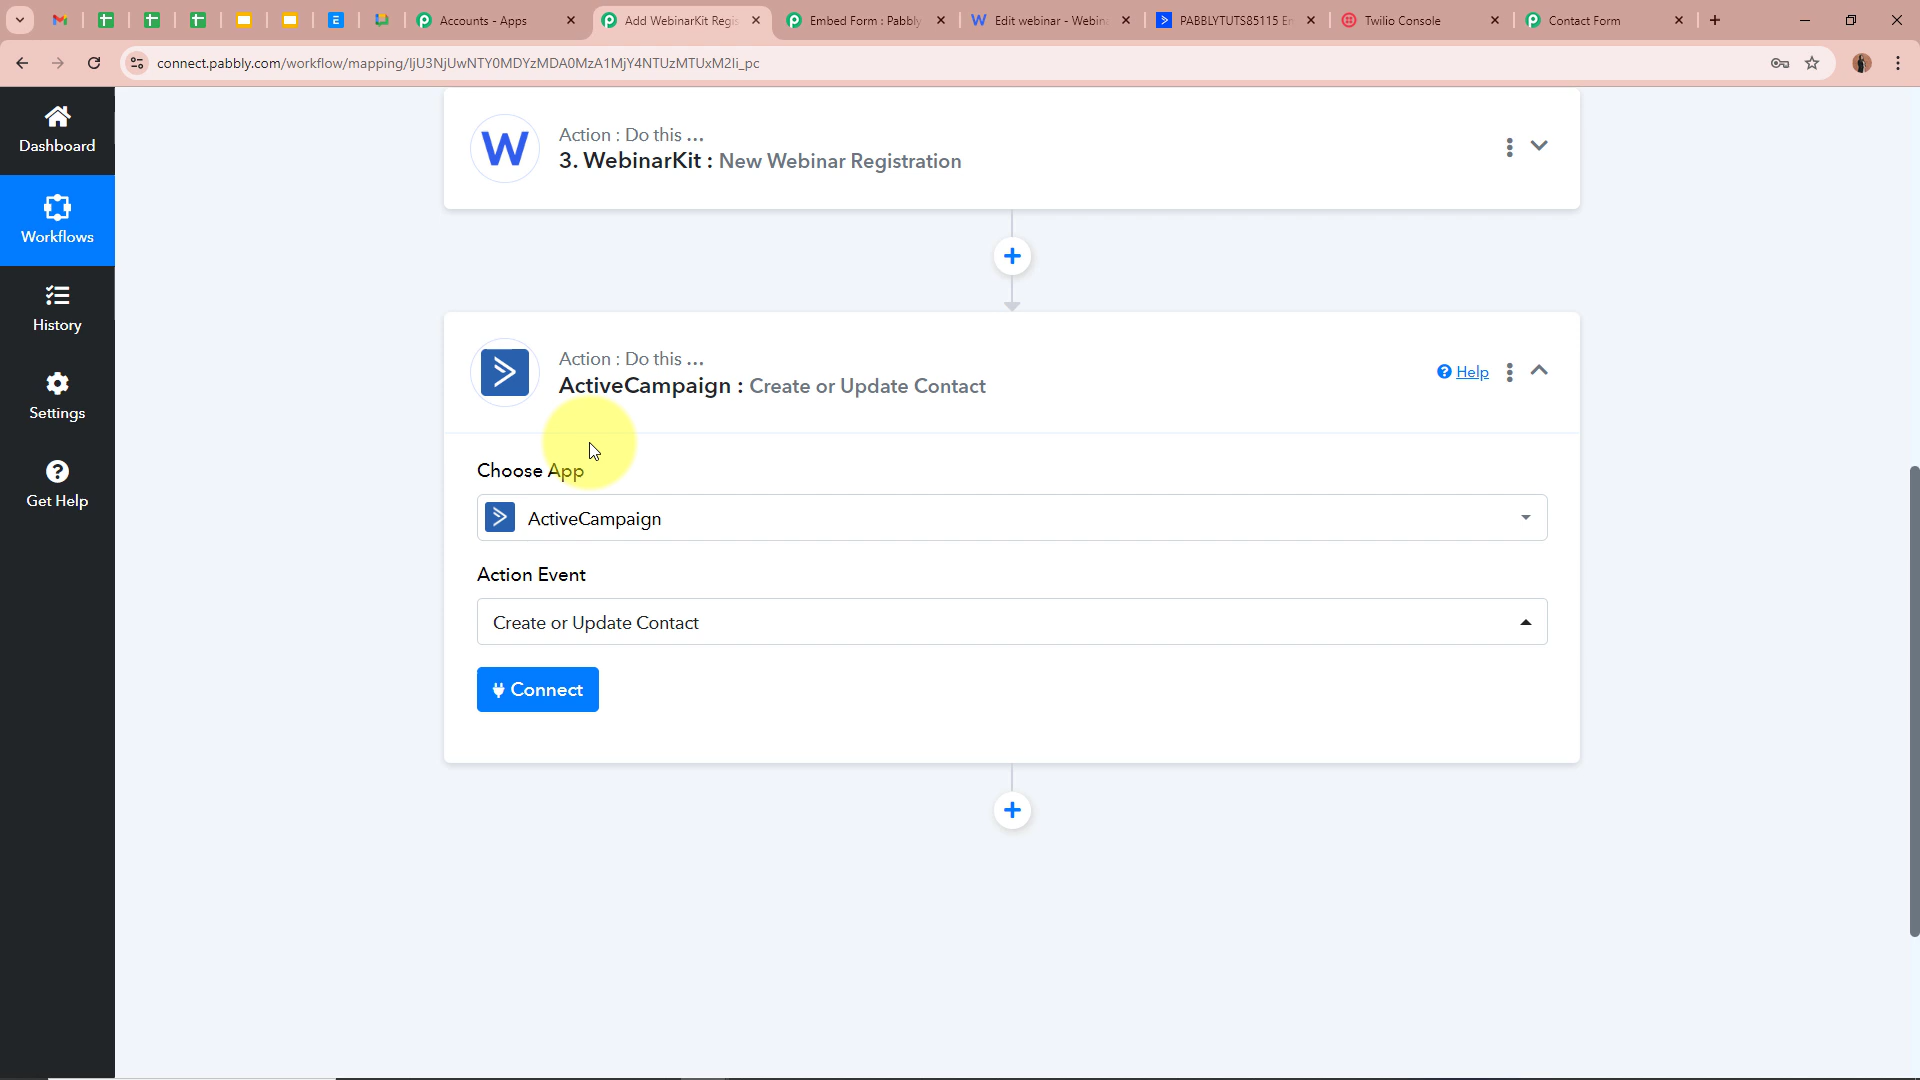 Accounts - Apps
Add WebinarKit Regis
Embed Form : Pabbly
Edit webinar - Webina
PABBLYTUTS85115 En
Twilio Console
Contact Form
connect.pabbly.com/workflow/mapping/IjU3NjUwNTY0MDYzMDA0MzA1MjY4NTUzMTUxM2Ii_pc
Dashboard
Workflows
History
Settings
Get Help
W
Action : Do this ...
3. WebinarKit : New Webinar Registration
Action : Do this ...
ActiveCampaign : Create or Update Contact
Help
Choose App
ActiveCampaign
Action Event
Create or Update Contact
Connect